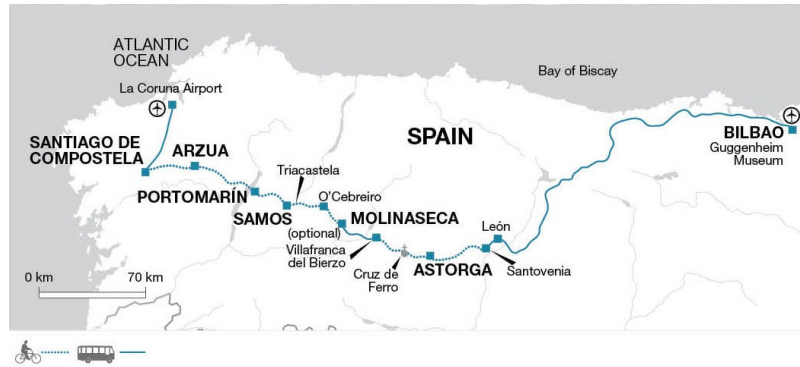 ATLANTIC
OCEAN
La Coruna Airport
Bay of Biscay
SPAIN
BILBAO
Guggenheim
Museum
SANTIAGO DE
COMPOSTELA
ARZUA
Triacastela
PORTOMARÍN
O'Cebreiro
SAMOS
MOLINASECA
(optional)
León
Villafranca
del Bierzo
Cruz de
Ferro
ASTORGA
Santovenia
0 km 70 km